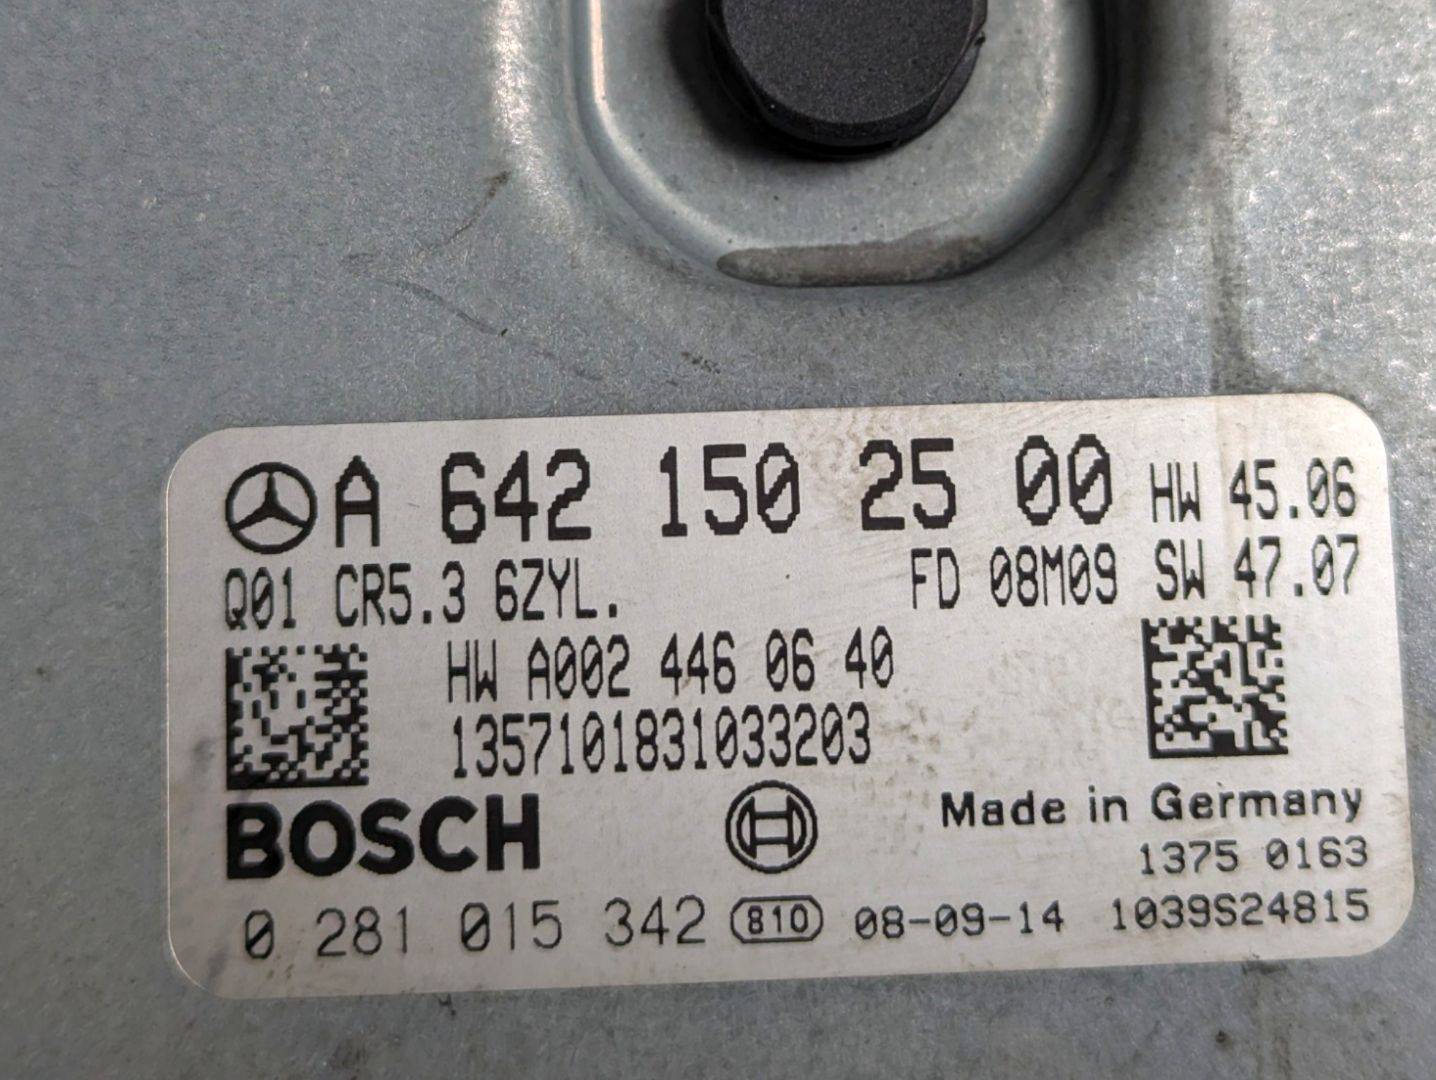 A 642 150 25 00 HW 45.06
Q01 CR5.3 6ZYL. FD 08M09 SW 47.07
HW A002 446 06 40
1357101831033203
BOSCH Made in Germany
1375 0163
0 281 015 342 810 08-09-14 1039S24815